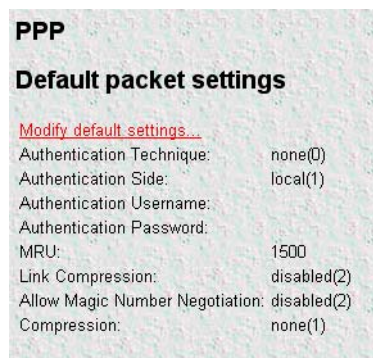 PPP
Default packet settings
Modify default settings...
Authentication Technique: none(0)
Authentication Side: local(1)
Authentication Username:
Authentication Password:
MRU: 1500
Link Compression: disabled(2)
Allow Magic Number Negotiation: disabled(2)
Compression: none(1)